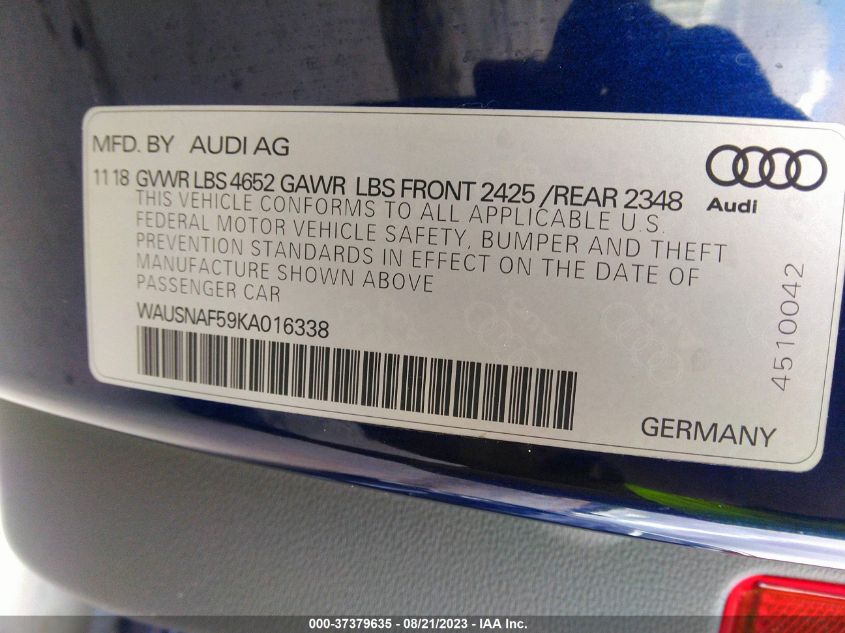 MFD. BY AUDI AG
11 18 GVWR LBS 4652 GAWR LBS FRONT 2425 /REAR 2348
THIS VEHICLE CONFORMS TO ALL APPLICABLE U.S.
FEDERAL MOTOR VEHICLE SAFETY, BUMPER AND THEFT
PREVENTION STANDARDS IN EFFECT ON THE DATE OF
MANUFACTURE SHOWN ABOVE
PASSENGER CAR
WAUSNAF59KA016338
Audi
4510042
GERMANY
000-37379635 - 08/21/2023 - IAA Inc.